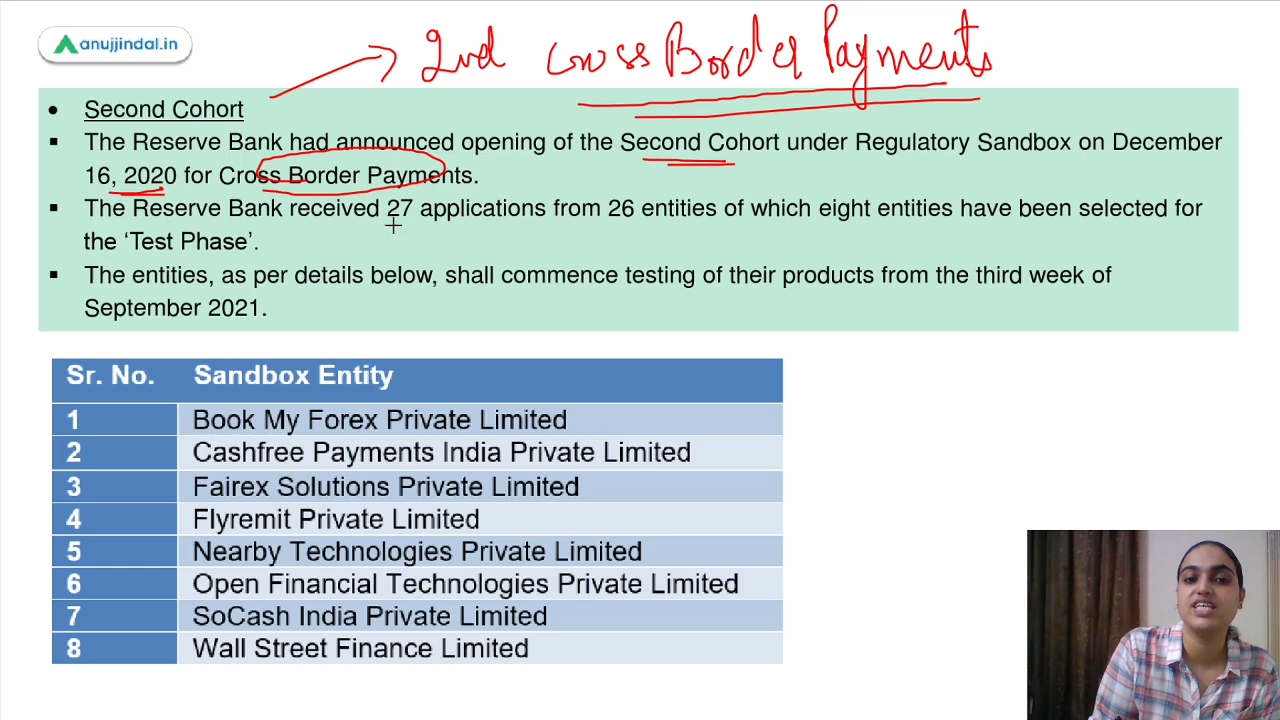 anujjindal.in
2nd Cross Border Payments
• Second Cohort
▪ The Reserve Bank had announced opening of the Second Cohort under Regulatory Sandbox on December
16, 2020 for Cross Border Payments.
▪ The Reserve Bank received 27 applications from 26 entities of which eight entities have been selected for
the ‘Test Phase’.
▪ The entities, as per details below, shall commence testing of their products from the third week of
September 2021.
Sr. No. Sandbox Entity
1 Book My Forex Private Limited
2 Cashfree Payments India Private Limited
3 Fairex Solutions Private Limited
4 Flyremit Private Limited
5 Nearby Technologies Private Limited
6 Open Financial Technologies Private Limited
7 SoCash India Private Limited
8 Wall Street Finance Limited